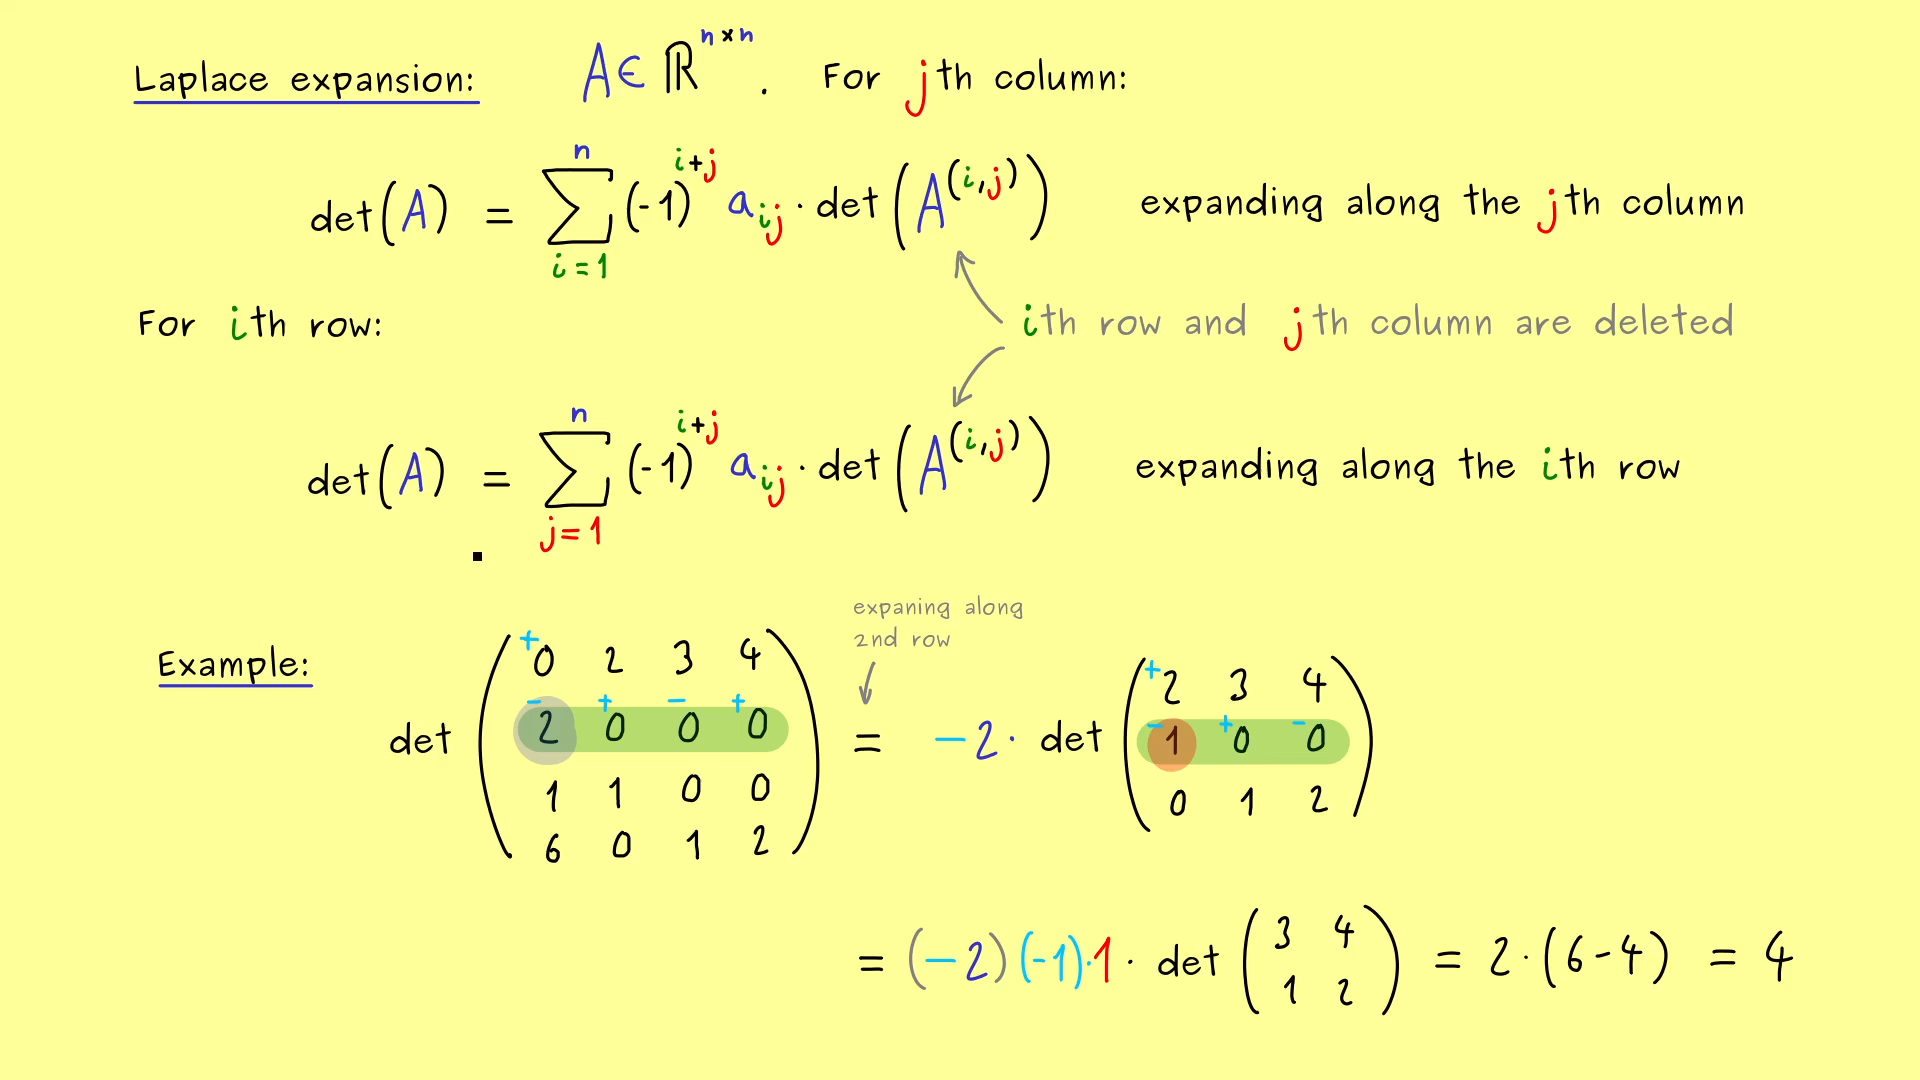 Laplace expansion: A ∈ ℝ^{n×n} . For jth column:
det(A) = ∑_{i=1}^{n} (-1)^{i+j} a_{ij} · det(A^{(i,j)}) expanding along the jth column
For ith row: ith row and jth column are deleted
det(A) = ∑_{j=1}^{n} (-1)^{i+j} a_{ij} · det(A^{(i,j)}) expanding along the ith row
expaning along
2nd row
Example:
+
0 2 3 4
- + - +
2 0 0 0
1 1 0 0
6 0 1 2
det = -2 · det
+
2 3 4
- + -
1 0 0
0 1 2
= (-2)(-1)·1 · det ( 3 4
1 2 ) = 2·(6-4) = 4